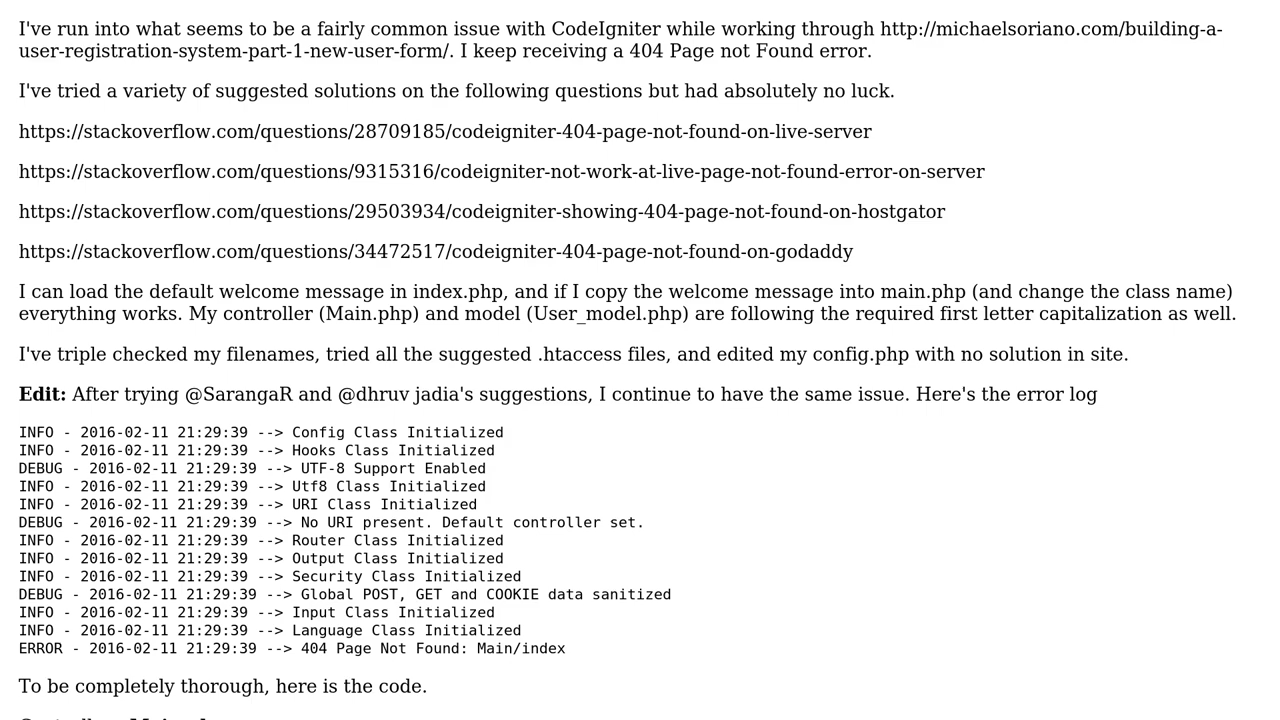 I've run into what seems to be a fairly common issue with CodeIgniter while working through http://michaelsoriano.com/building-a-
user-registration-system-part-1-new-user-form/. I keep receiving a 404 Page not Found error.
I've tried a variety of suggested solutions on the following questions but had absolutely no luck.
https://stackoverflow.com/questions/28709185/codeigniter-404-page-not-found-on-live-server
https://stackoverflow.com/questions/9315316/codeigniter-not-work-at-live-page-not-found-error-on-server
https://stackoverflow.com/questions/29503934/codeigniter-showing-404-page-not-found-on-hostgator
https://stackoverflow.com/questions/34472517/codeigniter-404-page-not-found-on-godaddy
I can load the default welcome message in index.php, and if I copy the welcome message into main.php (and change the class name)
everything works. My controller (Main.php) and model (User_model.php) are following the required first letter capitalization as well.
I've triple checked my filenames, tried all the suggested .htaccess files, and edited my config.php with no solution in site.
Edit: After trying @SarangaR and @dhruv jadia's suggestions, I continue to have the same issue. Here's the error log
INFO - 2016-02-11 21:29:39 --> Config Class Initialized
INFO - 2016-02-11 21:29:39 --> Hooks Class Initialized
DEBUG - 2016-02-11 21:29:39 --> UTF-8 Support Enabled
INFO - 2016-02-11 21:29:39 --> Utf8 Class Initialized
INFO - 2016-02-11 21:29:39 --> URI Class Initialized
DEBUG - 2016-02-11 21:29:39 --> No URI present. Default controller set.
INFO - 2016-02-11 21:29:39 --> Router Class Initialized
INFO - 2016-02-11 21:29:39 --> Output Class Initialized
INFO - 2016-02-11 21:29:39 --> Security Class Initialized
DEBUG - 2016-02-11 21:29:39 --> Global POST, GET and COOKIE data sanitized
INFO - 2016-02-11 21:29:39 --> Input Class Initialized
INFO - 2016-02-11 21:29:39 --> Language Class Initialized
ERROR - 2016-02-11 21:29:39 --> 404 Page Not Found: Main/index
To be completely thorough, here is the code.